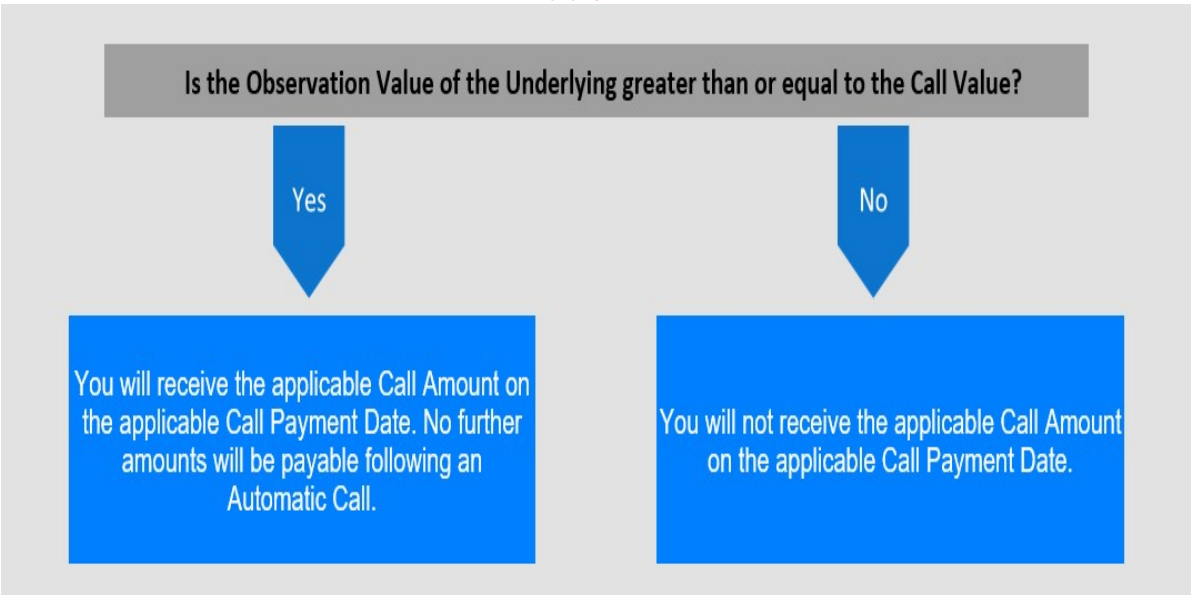 Is the Observation Value of the Underlying greater than or equal to the Call Value?
Yes
No
You will receive the applicable Call Amount on
the applicable Call Payment Date. No further
amounts will be payable following an
Automatic Call.
You will not receive the applicable Call Amount
on the applicable Call Payment Date.